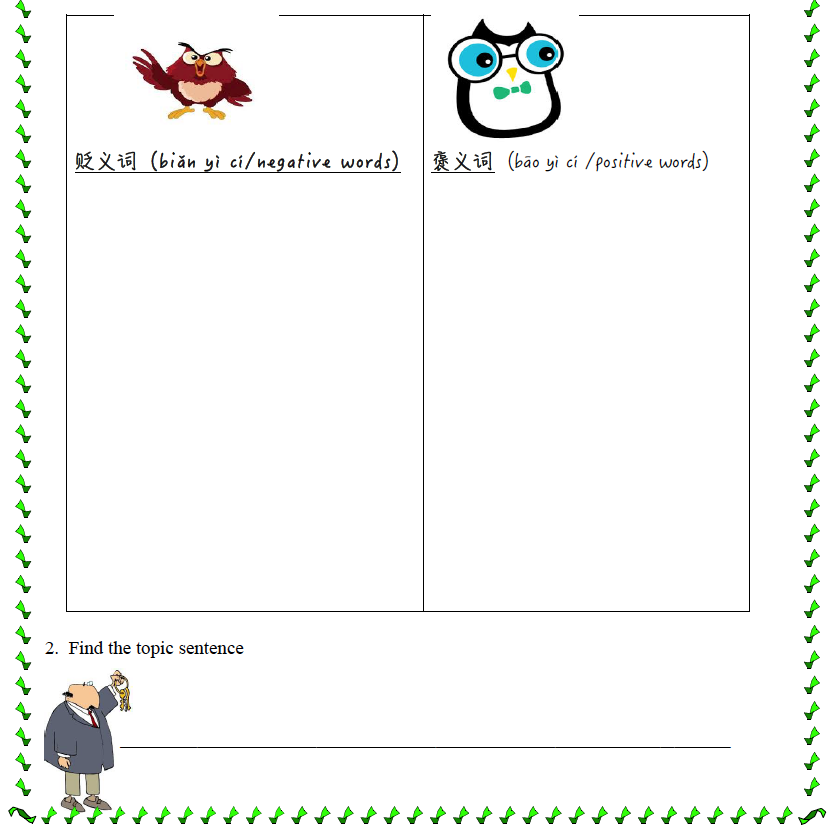 贬义词 (biǎn yì cí/negative words)
褒义词 (bāo yì cí /positive words)
2. Find the topic sentence